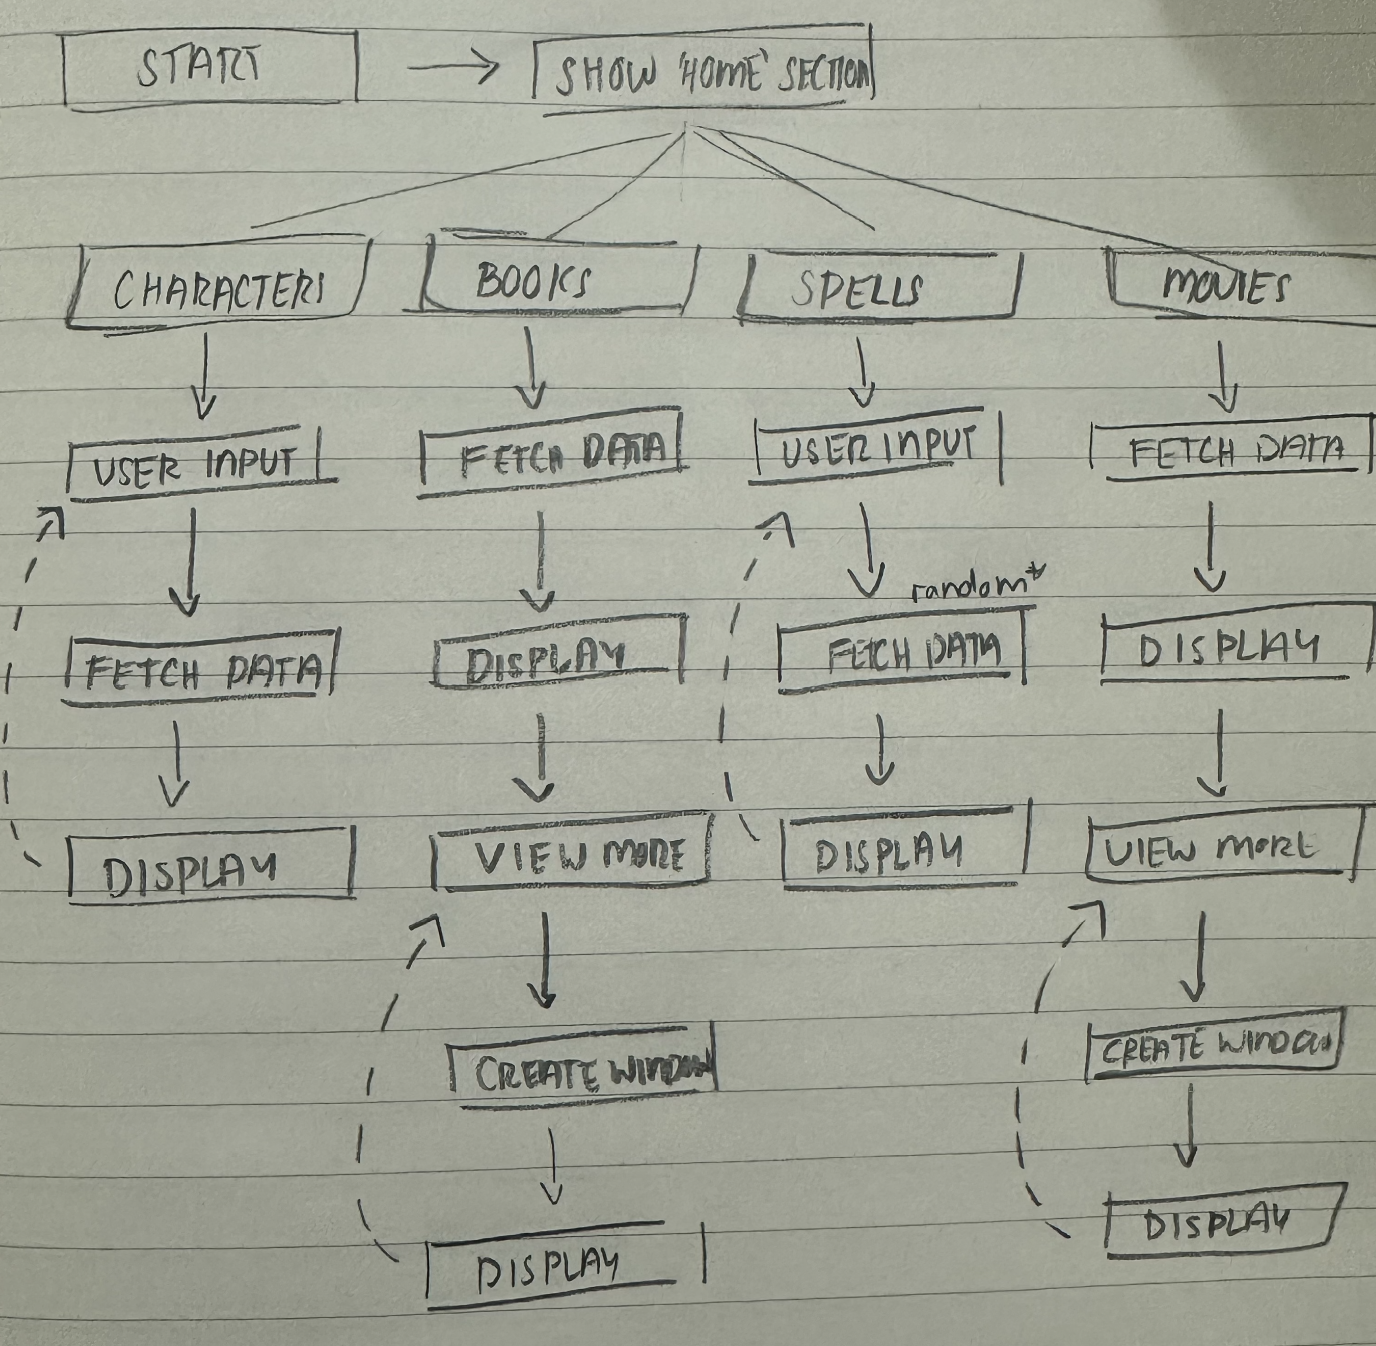 START
SHOW 'HOME' SECTION
CHARACTERS
BOOKS
SPELLS
MOVIES
USER INPUT
FETCH DATA
USER INPUT
FETCH DATA
random*
FETCH DATA
DISPLAY
FETCH DATA
DISPLAY
DISPLAY
VIEW MORE
DISPLAY
VIEW MORE
CREATE WINDOW
CREATE WINDOW
DISPLAY
DISPLAY